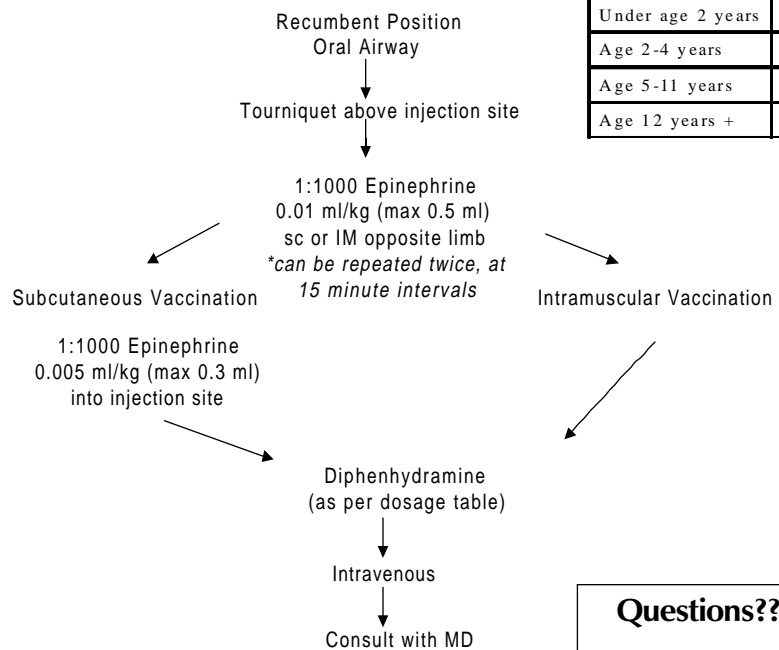 Recumbent Position
Oral Airway
Under age 2 years
Age 2-4 years
Age 5-11 years
Age 12 years +
Tourniquet above injection site
1:1000 Epinephrine
0.01 ml/kg (max 0.5 ml)
sc or IM opposite limb
*can be repeated twice, at
15 minute intervals
Subcutaneous Vaccination
Intramuscular Vaccination
1:1000 Epinephrine
0.005 ml/kg (max 0.3 ml)
into injection site
Diphenhydramine
(as per dosage table)
Intravenous
Consult with MD
Questions??